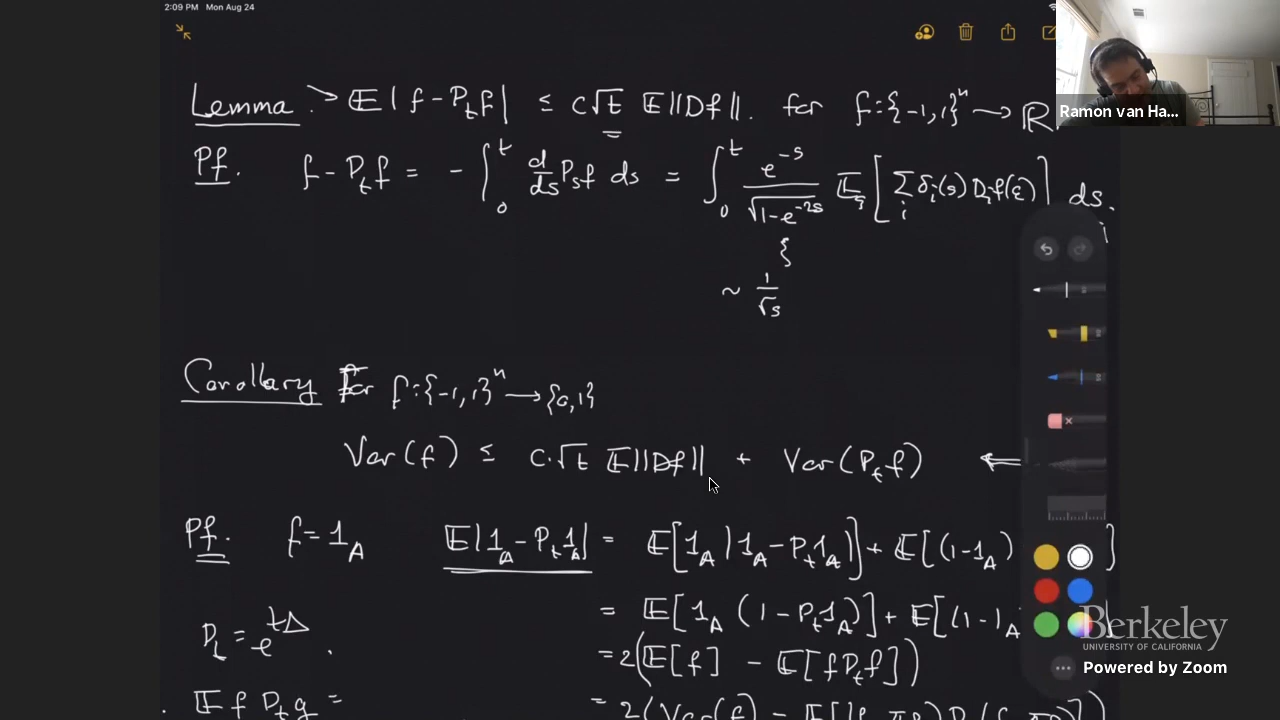 2:09 PM Mon Aug 24
Ramon van Ha...
Lemma. > 𝔼|f - P_t f| ≤ c√t 𝔼||Df||. for f:{-1,1}^n → ℝ
Pf. f - P_t f = - ∫_0^t d/ds P_s f ds = ∫_0^t e^{-s}/√(1-e^{-2s}) 𝔼_ξ[∑_i δ_i(s) D_i f(ε)] ds.
~ 1/√s
Corollary For f:{-1,1}^n → {0,1}
Var(f) ≤ c√t 𝔼||Df|| + Var(P_t f) ⇐
Pf. f = 1_A 𝔼|1_A - P_t 1_A| = 𝔼[1_A |1_A - P_t 1_A|] + 𝔼[(1-1_A) ]
= 𝔼[1_A (1 - P_t 1_A)] + 𝔼[(1-1_A
P_t = e^{tΔ}.
= 2(𝔼[f] - 𝔼[f P_t f])
. 𝔼 f P_t g =
= 2(Var(f) -
Berkeley
UNIVERSITY OF CALIFORNIA
Powered by Zoom